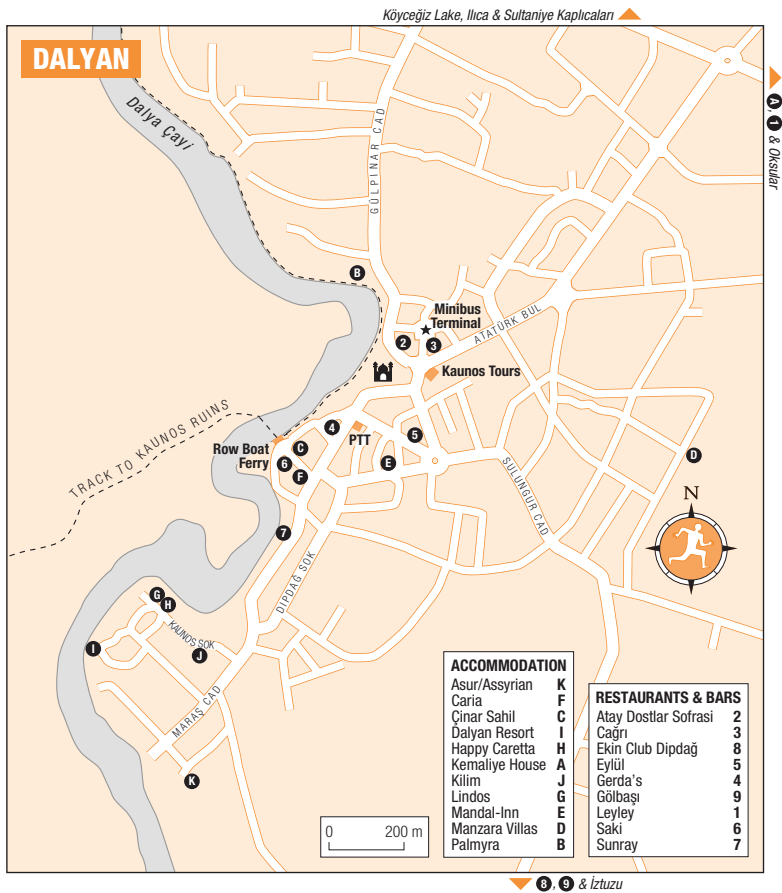 Köyceğiz Lake, Ilıca & Sultaniye Kaplıcaları
DALYAN
A, 1 & Oksular
Dalya Çayi
GÜLPINAR CAD
B
Minibus
Terminal
2
3
ATATÜRK BUL
Kaunos Tours
4
PTT
5
TRACK TO KAUNOS RUINS
Row Boat
Ferry
C
6
F
E
D
SULUNGUR CAD
N
7
DIPDAĞ SOK
G
H
KAUNOS SOK
I
J
MARAŞ CAD
K
ACCOMMODATION
Asur/Assyrian K
Caria F
Çinar Sahil C
Dalyan Resort I
Happy Caretta H
Kemaliye House A
Kilim J
Lindos G
Mandal-Inn E
Manzara Villas D
Palmyra B
RESTAURANTS & BARS
Atay Dostlar Sofrasi 2
Cağrı 3
Ekin Club Dipdağ 8
Eylül 5
Gerda's 4
Gölbaşı 9
Leyley 1
Saki 6
Sunray 7
0 200 m
8, 9 & İztuzu